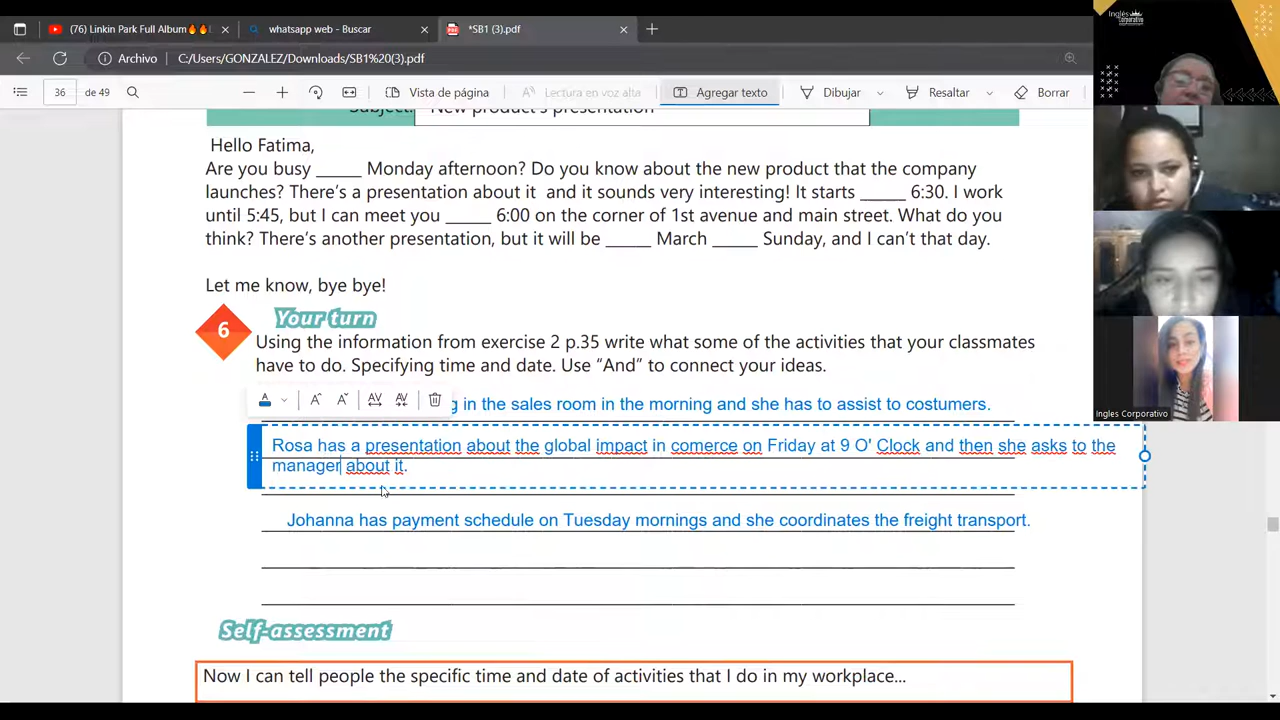 (76) Linkin Park Full Album🔥🔥L
whatsapp web - Buscar
*SB1 (3).pdf
Archivo
C:/Users/GONZALEZ/Downloads/SB1%20(3).pdf
36 de 49
Vista de página
Lectura en voz alta
Agregar texto
Dibujar
Resaltar
Borrar
Subject: New product's presentation
Hello Fatima,
Are you busy _____ Monday afternoon? Do you know about the new product that the company
launches? There's a presentation about it and it sounds very interesting! It starts _____ 6:30. I work
until 5:45, but I can meet you _____ 6:00 on the corner of 1st avenue and main street. What do you
think? There's another presentation, but it will be _____ March _____ Sunday, and I can't that day.
Let me know, bye bye!
6
Your turn
Using the information from exercise 2 p.35 write what some of the activities that your classmates
have to do. Specifying time and date. Use “And” to connect your ideas.
g in the sales room in the morning and she has to assist to costumers.
Rosa has a presentation about the global impact in comerce on Friday at 9 O' Clock and then she asks to the
manager about it.
Johanna has payment schedule on Tuesday mornings and she coordinates the freight transport.
Self-assessment
Now I can tell people the specific time and date of activities that I do in my workplace...
Inglés
Corporativo
Ingles Corporativo